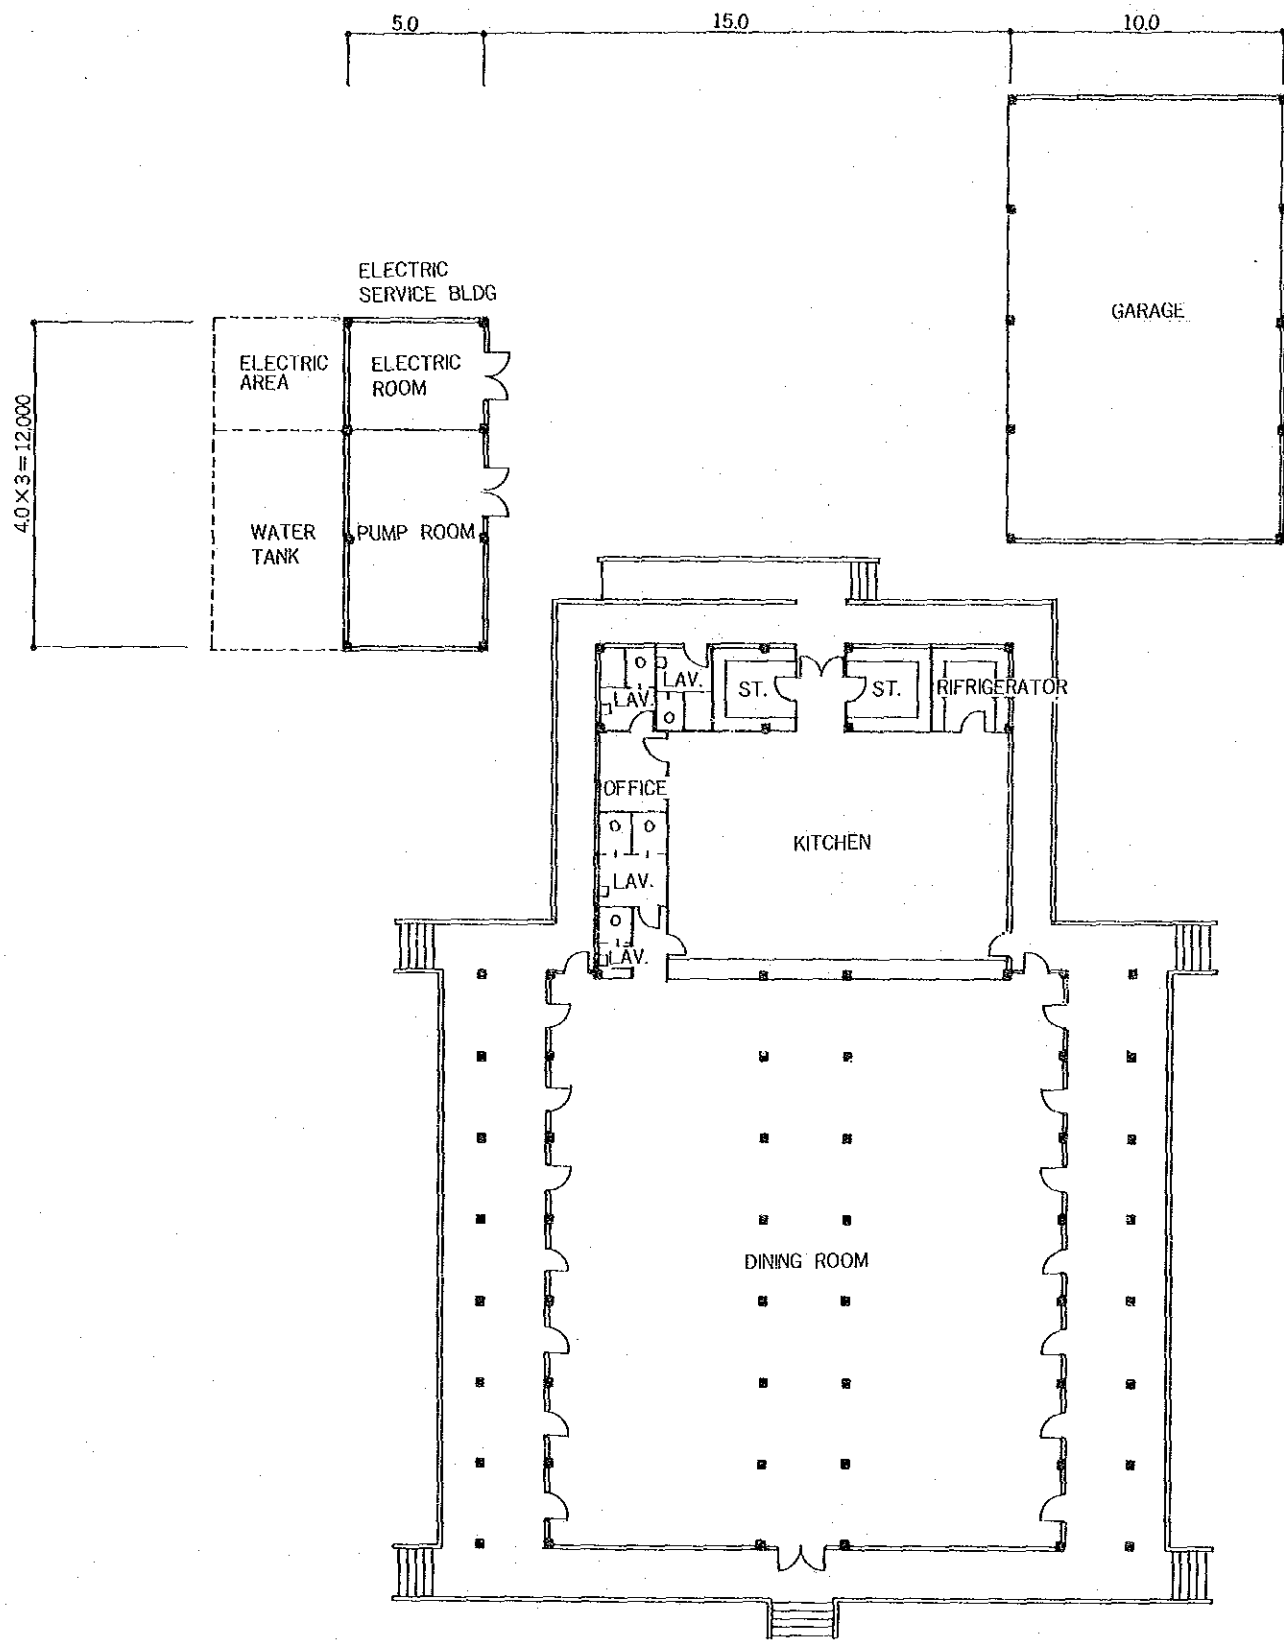 5.0
15.0
10.0
ELECTRIC
SERVICE BLDG
GARAGE
ELECTRIC
AREA
ELECTRIC
ROOM
4.0×3=12,000
WATER
TANK
PUMP ROOM
LAV.
LAV.
ST.
ST.
RIFRIGERATOR
OFFICE
KITCHEN
LAV.
LAV.
DINING ROOM